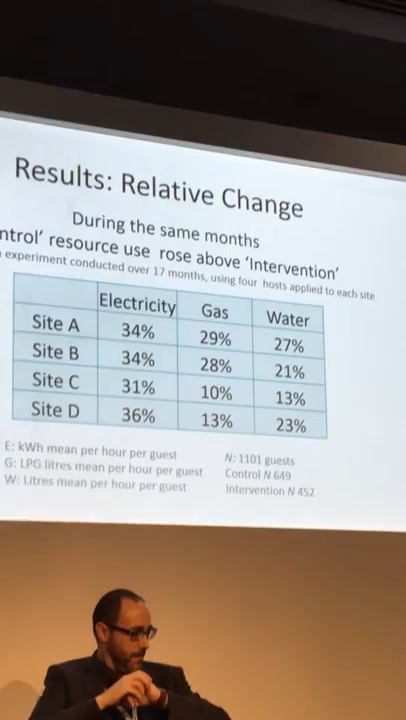 Results: Relative Change
During the same months
ntrol' resource use rose above 'Intervention'
experiment conducted over 17 months, using four hosts applied to each site
Electricity Gas Water
Site A 34% 29% 27%
Site B 34% 28% 21%
Site C 31% 10% 13%
Site D 36% 13% 23%
E: kWh mean per hour per guest
G: LPG litres mean per hour per guest
W: Litres mean per hour per guest
N: 1101 guests
Control N 649
Intervention N 452